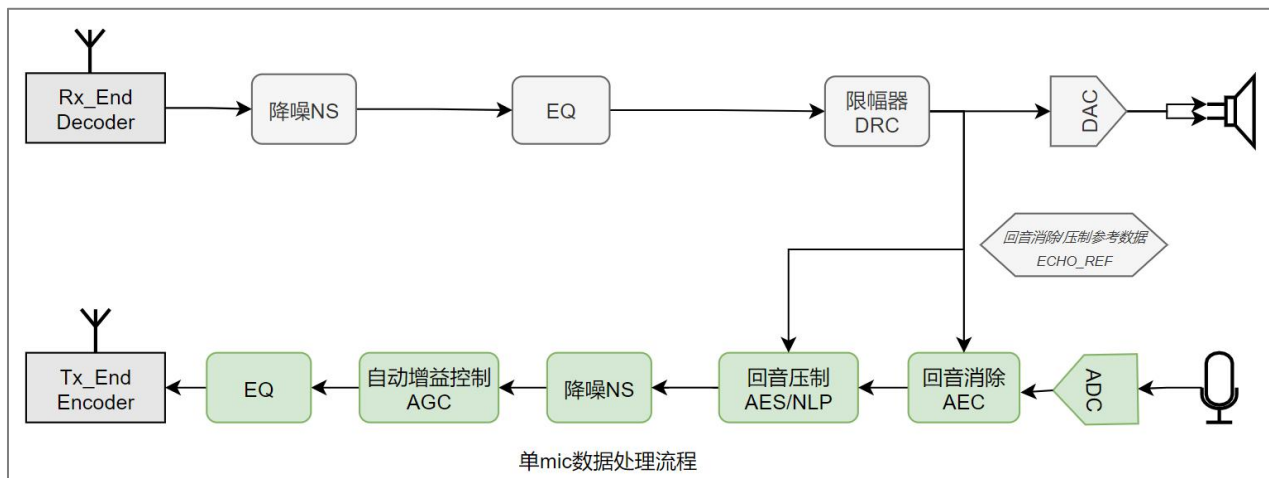 Rx_End
Decoder
降噪NS
EQ
限幅器
DRC
DAC
回音消除/压制参考数据
ECHO_REF
Tx_End
Encoder
EQ
自动增益控制
AGC
降噪NS
回音压制
AES/NLP
回音消除
AEC
ADC
单mic数据处理流程